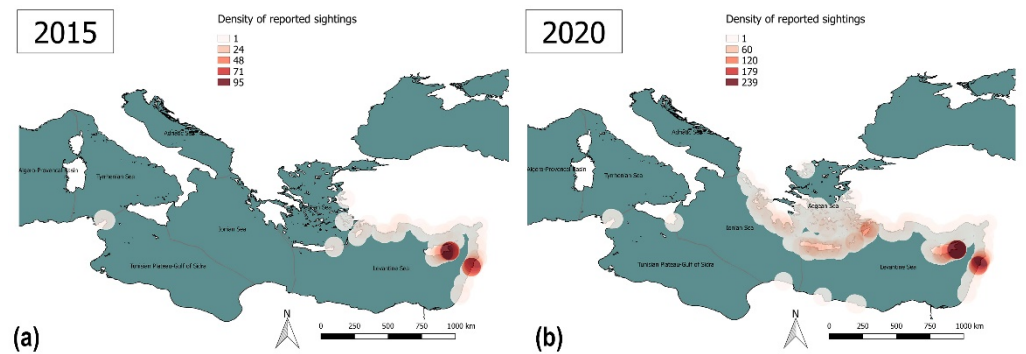 2015
Density of reported sightings
1
24
48
71
95
Adriatic Sea
Algero-Provencal Basin
Tyrrhenian Sea
Ionian Sea
Levantine Sea
Tunisian Plateau-Gulf of Sidra
N
0 250 500 750 1000 km
(a)
2020
Density of reported sightings
1
60
120
179
239
Adriatic Sea
Algero-Provencal Basin
Tyrrhenian Sea
Aegean Sea
Ionian Sea
Levantine Sea
Tunisian Plateau-Gulf of Sidra
N
0 250 500 750 1000 km
(b)